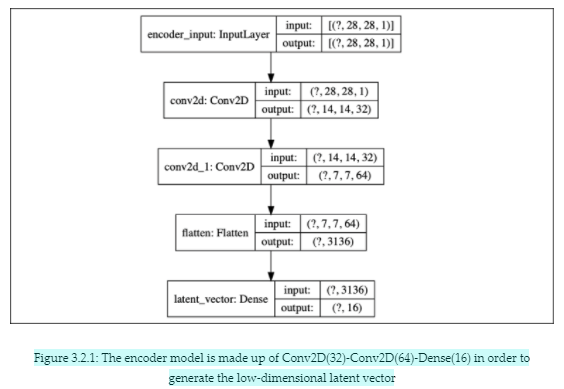 encoder_input: InputLayer
input: [(?, 28, 28, 1)]
output: [(?, 28, 28, 1)]
conv2d: Conv2D
input: (?, 28, 28, 1)
output: (?, 14, 14, 32)
conv2d_1: Conv2D
input: (?, 14, 14, 32)
output: (?, 7, 7, 64)
flatten: Flatten
input: (?, 7, 7, 64)
output: (?, 3136)
latent_vector: Dense
input: (?, 3136)
output: (?, 16)
Figure 3.2.1: The encoder model is made up of Conv2D(32)-Conv2D(64)-Dense(16) in order to
generate the low-dimensional latent vector